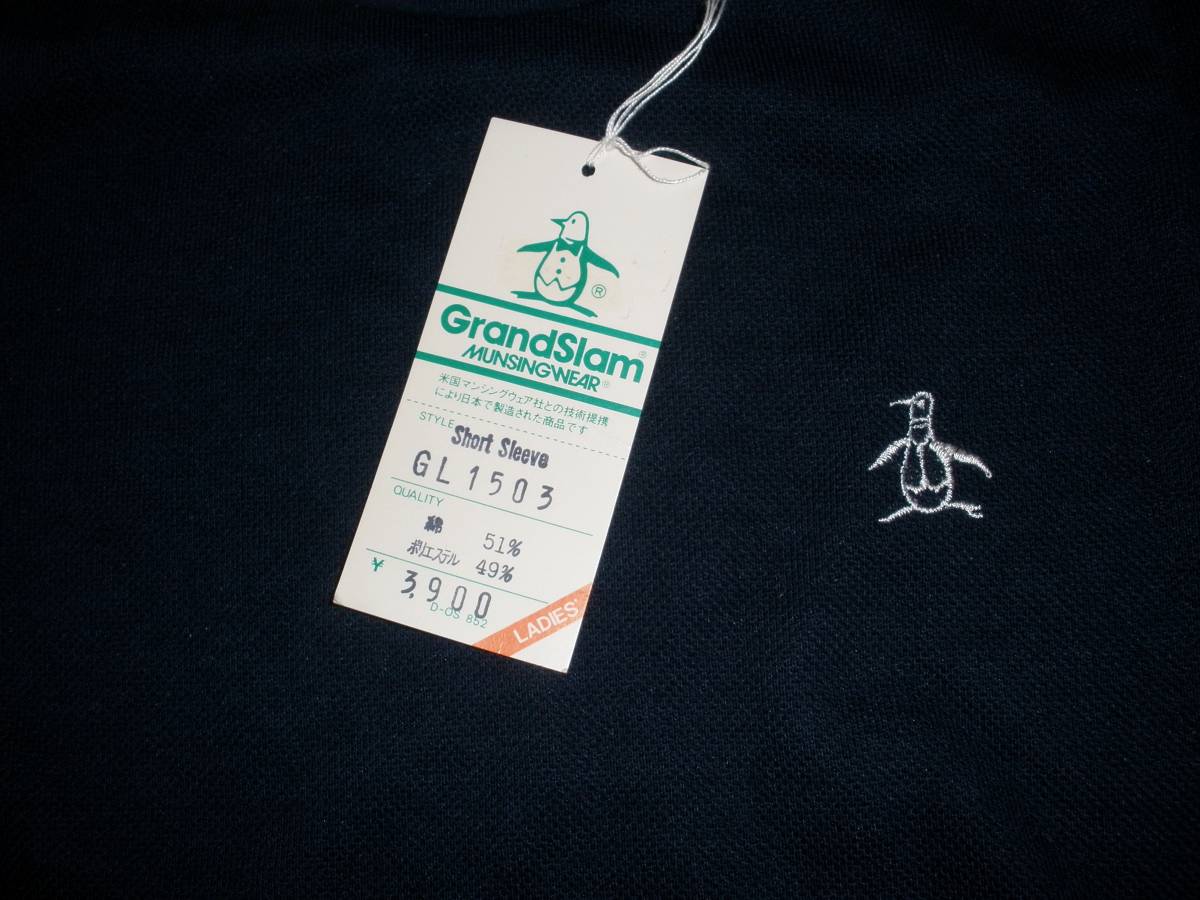 ®
GrandSlam®
MUNSINGWEAR®
米国マンシングウェア社との技術提携
により日本で製造された商品です
STYLE Short Sleeve
GL1503
QUALITY
綿 51%
ポリエステル 49%
¥ 3,900
D-OS 852
LADIES'